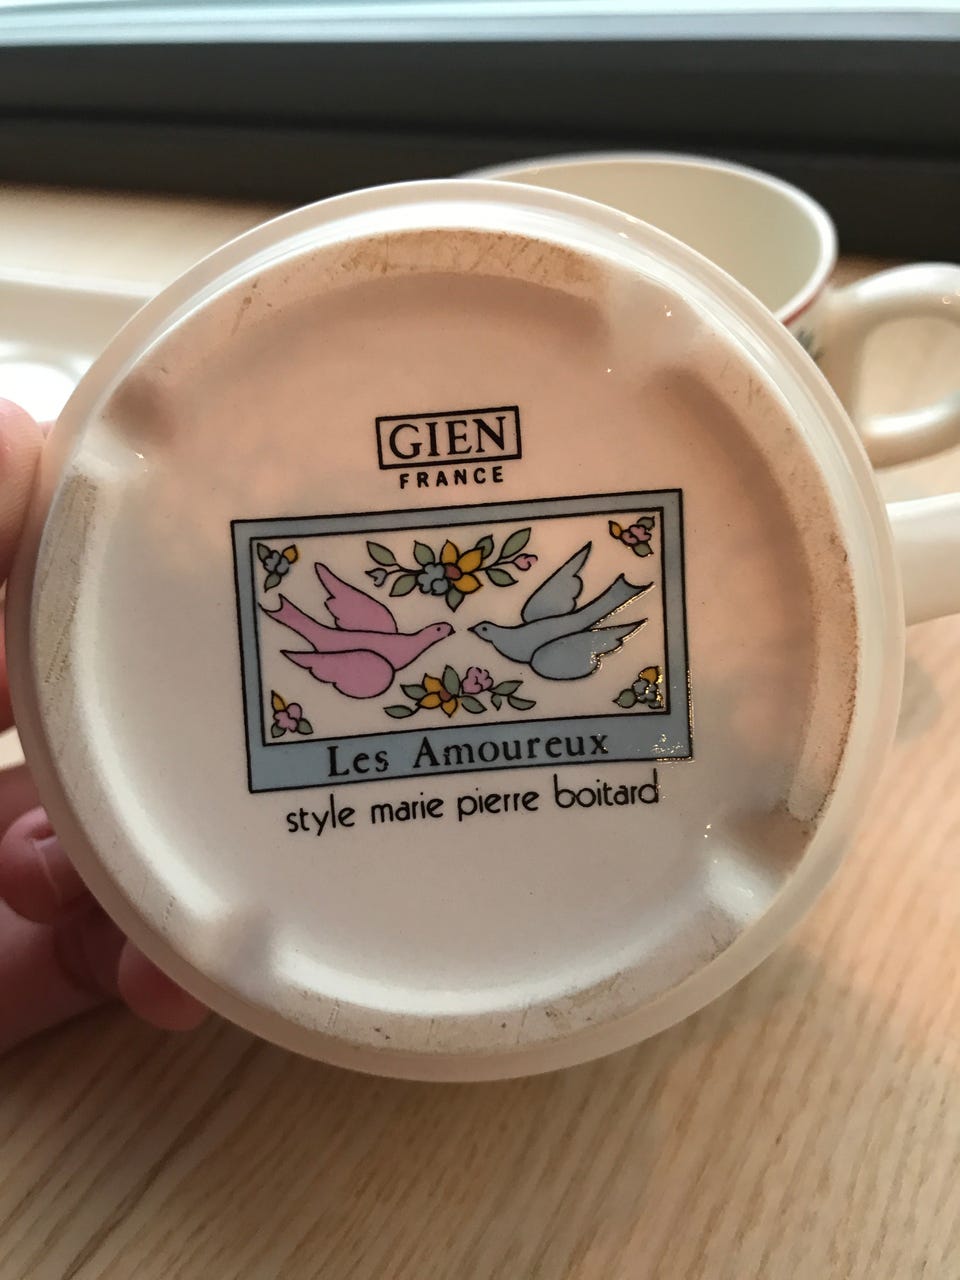 GIEN
FRANCE
Les Amoureux
style marie pierre boitard